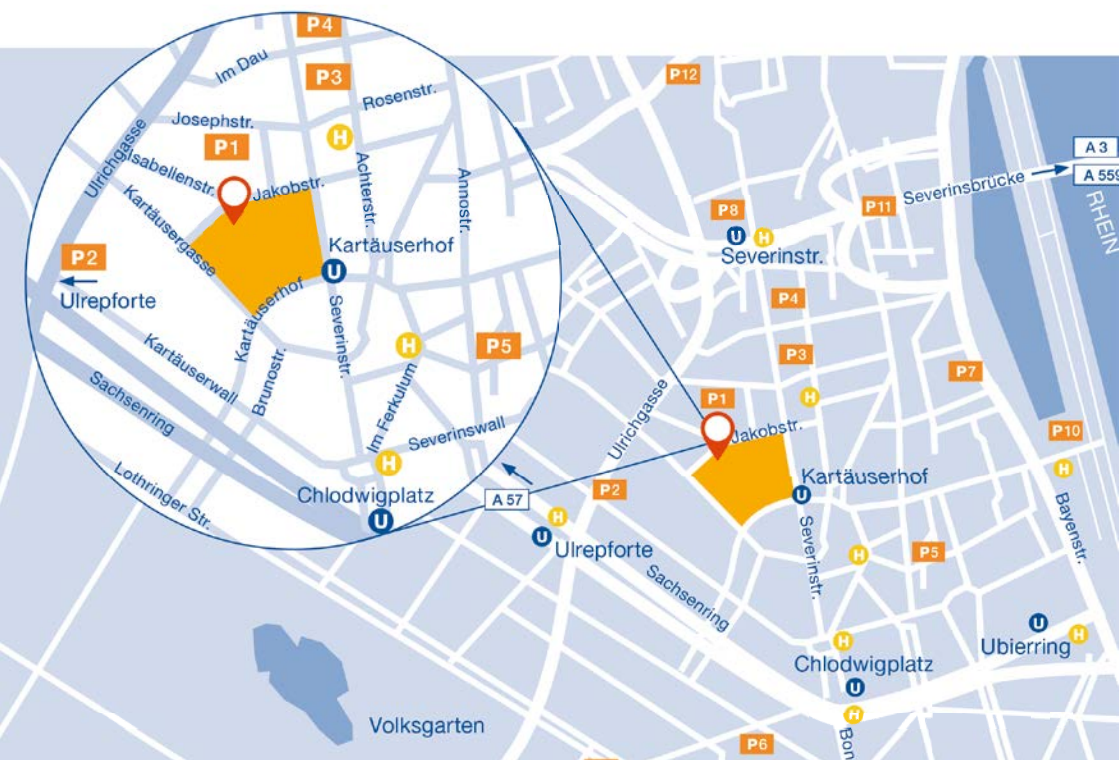 P4
Im Dau
P3
Rosenstr.
Josephstr.
H
P1
Ulrichgasse
Isabellenstr.
Jakobstr.
Achterstr.
Annostr.
Kartäusergasse
Kartäuserhof
U
P2
Ulrepforte
Kartäuserhof
Severinstr.
H
P5
Kartäuserwall
Brunostr.
Im Ferkulum
Sachsenring
Severinswall
H
Lothringer Str.
Chlodwigplatz
U
P12
A 3
A 559
Severinsbrücke
RHEIN
P8
P11
U
H
Severinstr.
P4
P3
P7
P1
H
Ulrichgasse
Jakobstr.
P10
H
Kartäuserhof
U
A 57
P2
H
U
Ulrepforte
Severinstr.
Bayenstr.
H
P5
Sachsenring
U
H
Ubierring
H
Chlodwigplatz
U
H
Volksgarten
P6
Bon